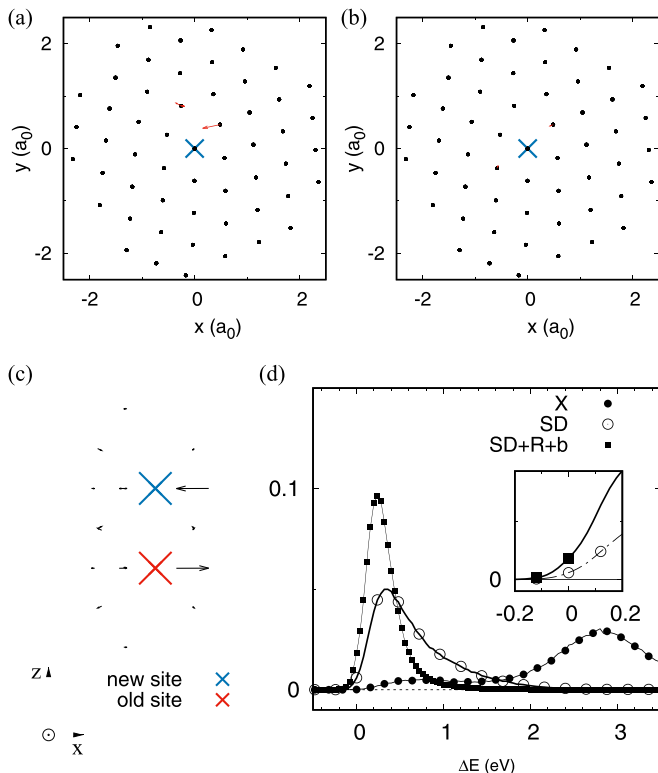 (a)
(b)
2
0
-2
y (a₀)
-2
0
2
x (a₀)
2
0
-2
y (a₀)
-2
0
2
x (a₀)
(c)
new site
old site
z
x
(d)
X
SD
SD+R+b
0.1
0
0
-0.2
0
0.2
0
1
2
3
ΔE (eV)